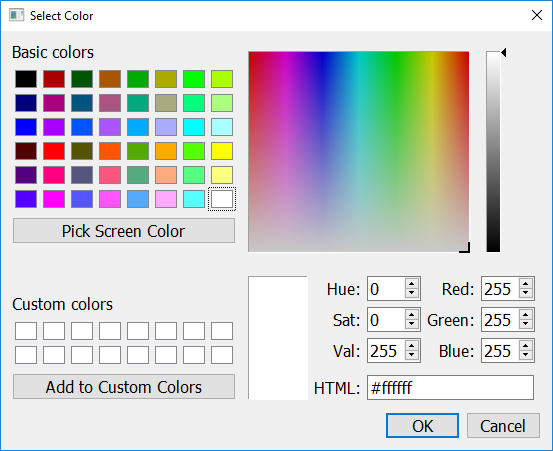 Select Color
Basic colors
Pick Screen Color
Custom colors
Add to Custom Colors
Hue: 0 Red: 255
Sat: 0 Green: 255
Val: 255 Blue: 255
HTML: #ffffff
OK Cancel